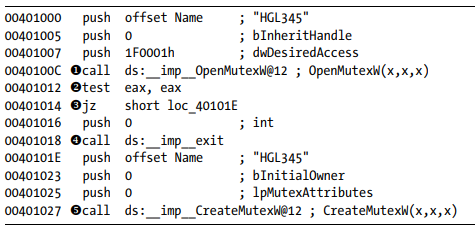 00401000 push offset Name ; "HGL345"
00401005 push 0 ; bInheritHandle
00401007 push 1F0001h ; dwDesiredAccess
0040100C ❶call ds:__imp__OpenMutexW@12 ; OpenMutexW(x,x,x)
00401012 ❷test eax, eax
00401014 ❸jz short loc_40101E
00401016 push 0 ; int
00401018 ❹call ds:__imp__exit
0040101E push offset Name ; "HGL345"
00401023 push 0 ; bInitialOwner
00401025 push 0 ; lpMutexAttributes
00401027 ❺call ds:__imp__CreateMutexW@12 ; CreateMutexW(x,x,x)